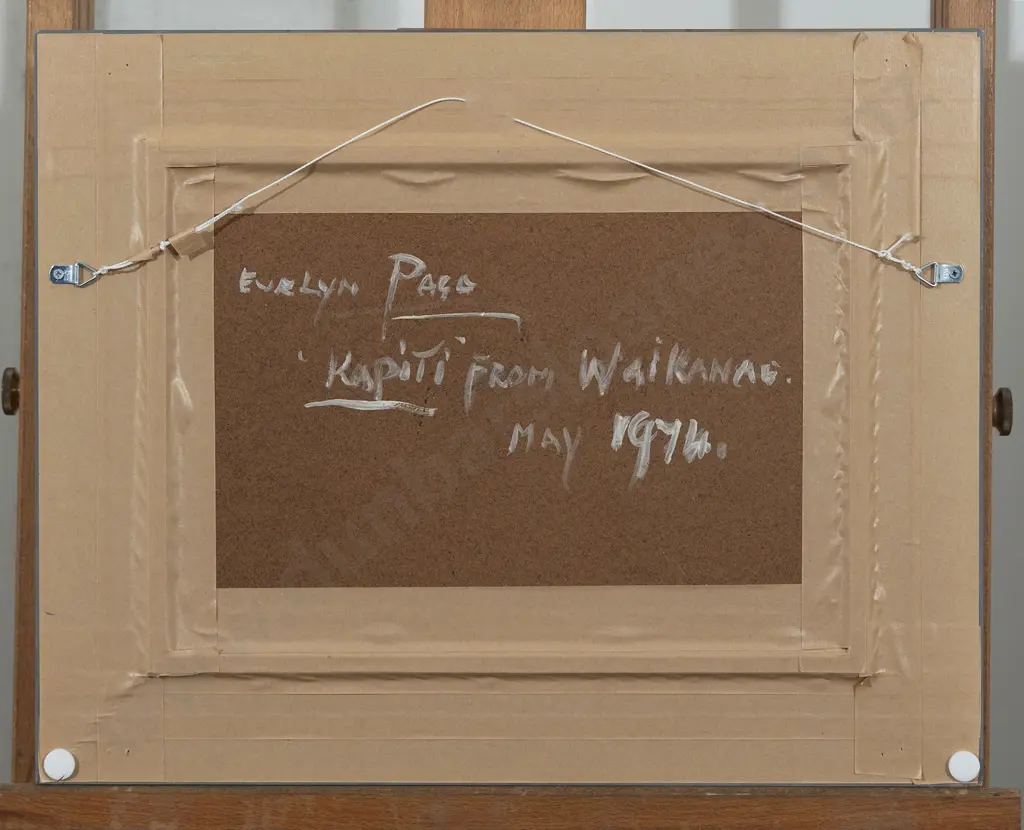 Evelyn Page
'Kapiti' from Waikanae.
May 1974.